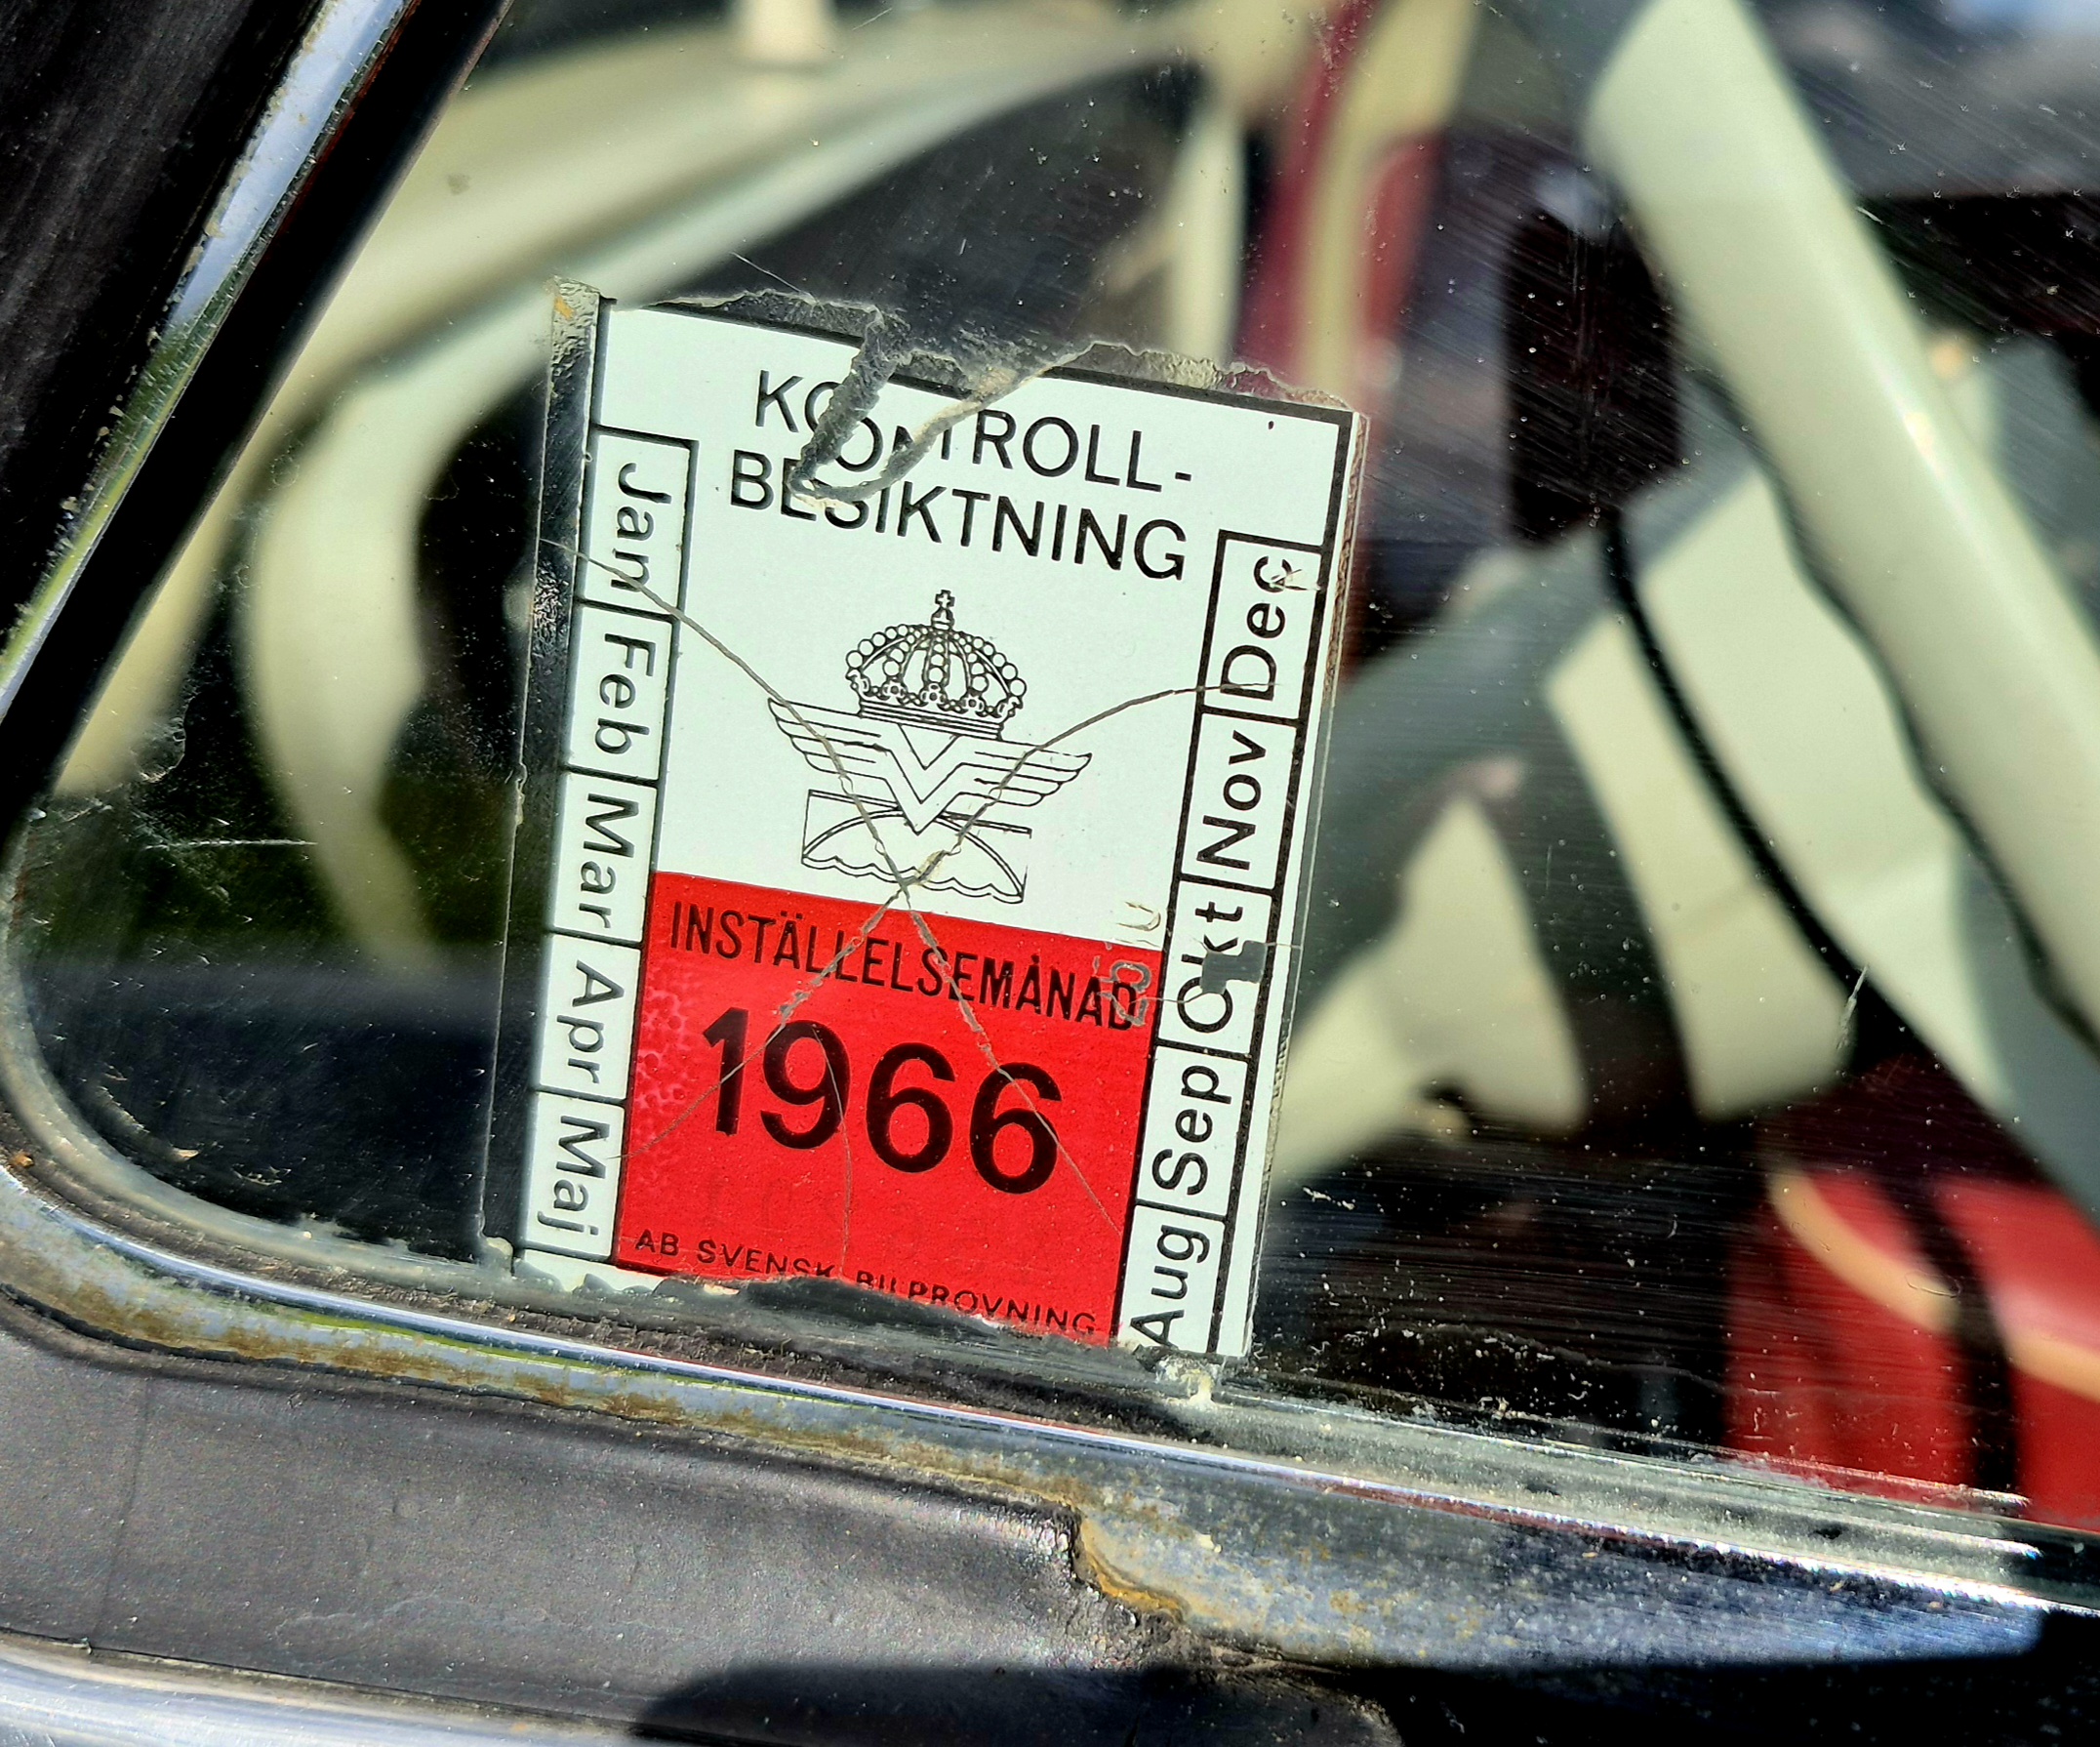 KONTROLL-
BESIKTNING
Jan
Feb
Mar
Apr
Maj
Dec
Nov
Okt
Sep
Aug
INSTÄLLELSEMÅNAD
1966
AB SVENSK BILPROVNING